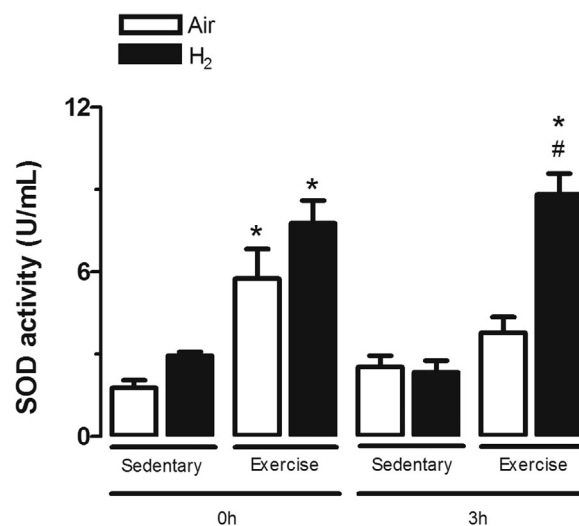 Air
H₂
12
*
#
*
*
6
0
SOD activity (U/mL)
Sedentary Exercise Sedentary Exercise
0h 3h